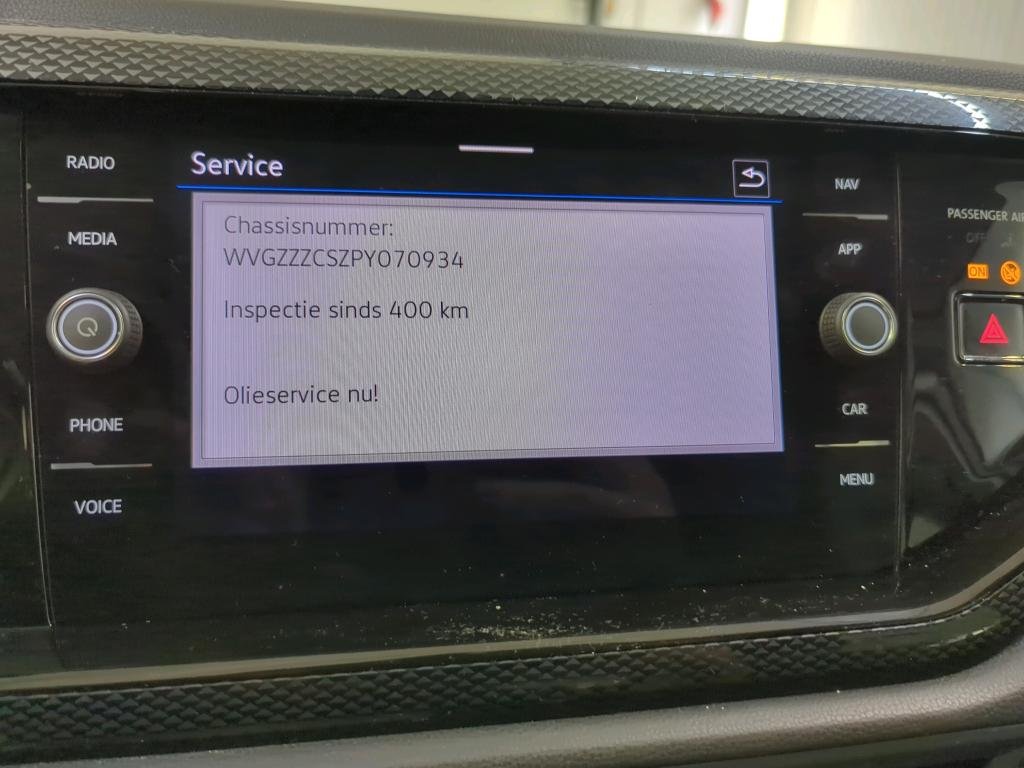 RADIO
MEDIA
PHONE
VOICE
Service
Chassisnummer:
WVGZZZCSZPY070934
Inspectie sinds 400 km
Olieservice nu!
NAV
APP
CAR
MENU
PASSENGER AI
OFF
ON